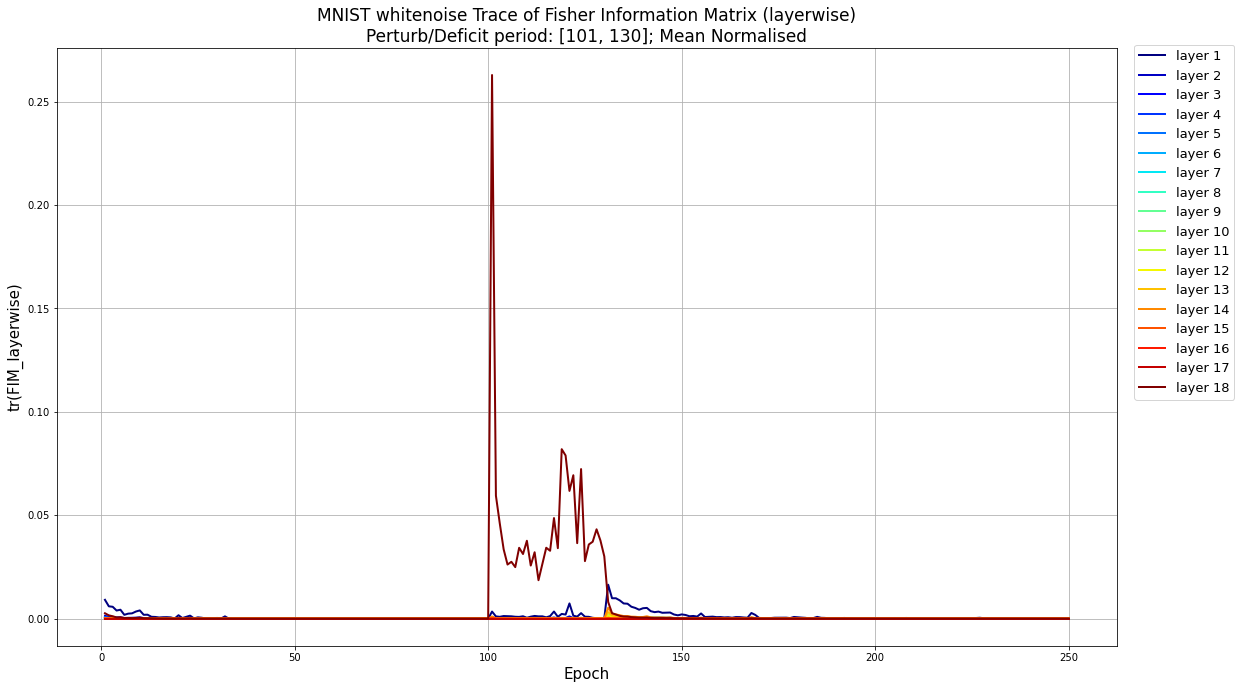 MNIST whitenoise Trace of Fisher Information Matrix (layerwise)
Perturb/Deficit period: [101, 130]; Mean Normalised
tr(FIM_layerwise)
0.25
0.20
0.15
0.10
0.05
0.00
0
50
100
150
200
250
Epoch
layer 1
layer 2
layer 3
layer 4
layer 5
layer 6
layer 7
layer 8
layer 9
layer 10
layer 11
layer 12
layer 13
layer 14
layer 15
layer 16
layer 17
layer 18